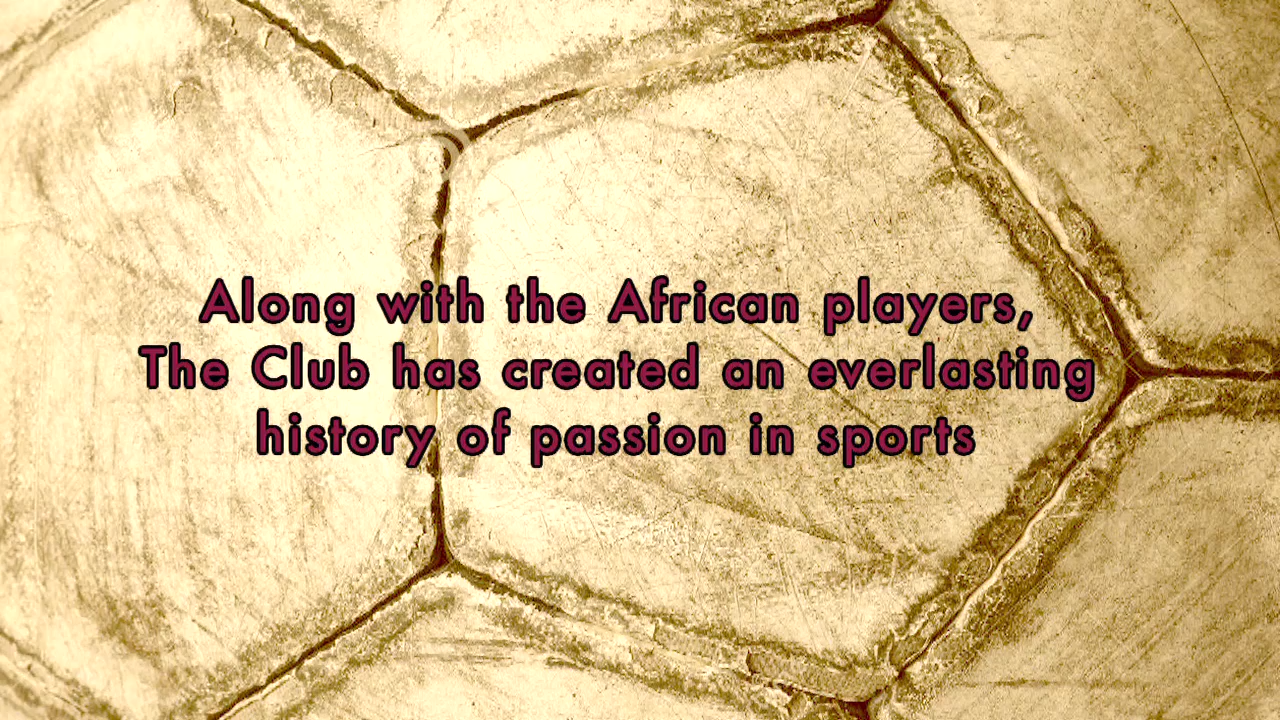 Along with the African players,
The Club has created an everlasting
history of passion in sports